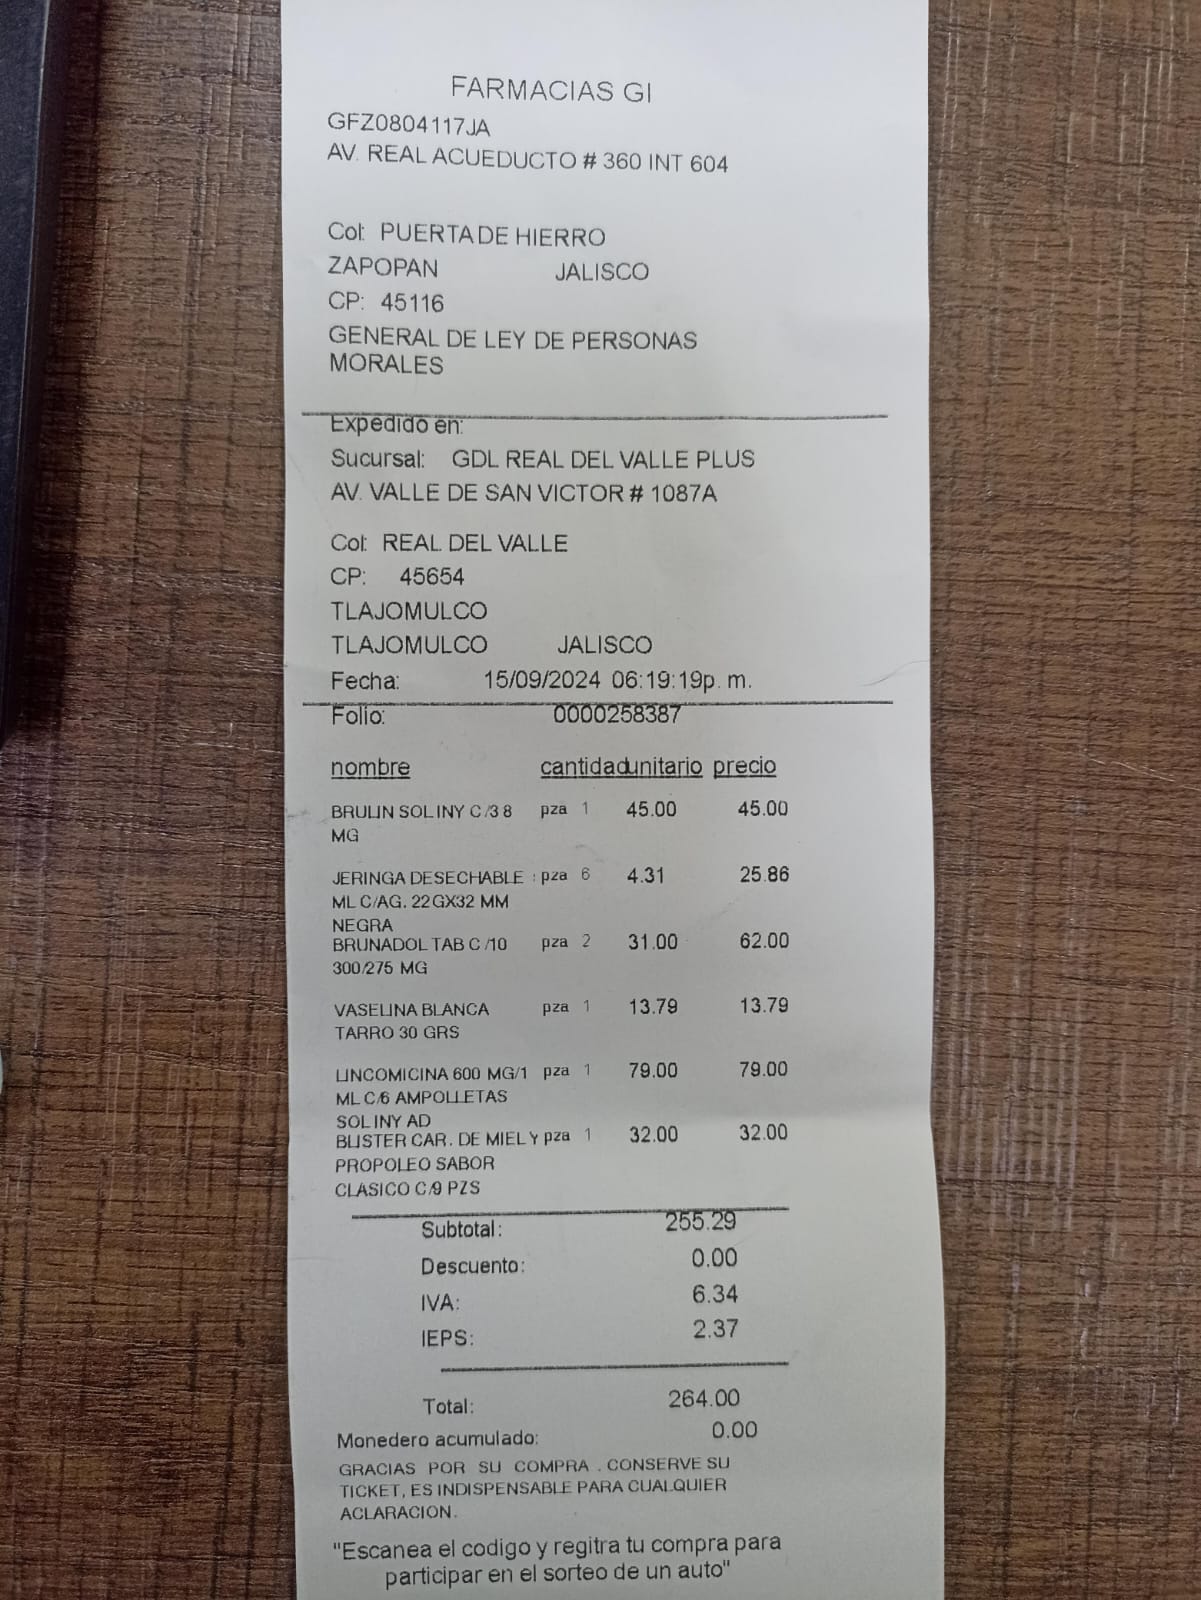 FARMACIAS GI
GFZ0804117JA
AV. REAL ACUEDUCTO # 360 INT 604
Col: PUERTA DE HIERRO
ZAPOPAN JALISCO
CP: 45116
GENERAL DE LEY DE PERSONAS
MORALES
Expedido en:
Sucursal: GDL REAL DEL VALLE PLUS
AV. VALLE DE SAN VICTOR # 1087A
Col: REAL DEL VALLE
CP: 45654
TLAJOMULCO
TLAJOMULCO JALISCO
Fecha: 15/09/2024 06:19:19p. m.
Folio: 0000258387
nombre cantidad unitario precio
BRULIN SOL INY C/3 8 pza 1 45.00 45.00
MG
JERINGA DESECHABLE : pza 6 4.31 25.86
ML C/AG. 22GX32 MM
NEGRA
BRUNADOL TAB C/10 pza 2 31.00 62.00
300/275 MG
VASELINA BLANCA pza 1 13.79 13.79
TARRO 30 GRS
LINCOMICINA 600 MG/1 pza 1 79.00 79.00
ML C/6 AMPOLLETAS
SOL INY AD
BLISTER CAR. DE MIEL Y pza 1 32.00 32.00
PROPOLEO SABOR
CLASICO C/9 PZS
Subtotal: 255.29
Descuento: 0.00
IVA: 6.34
IEPS: 2.37
Total: 264.00
Monedero acumulado: 0.00
GRACIAS POR SU COMPRA . CONSERVE SU
TICKET, ES INDISPENSABLE PARA CUALQUIER
ACLARACION.
"Escanea el codigo y regitra tu compra para
participar en el sorteo de un auto"